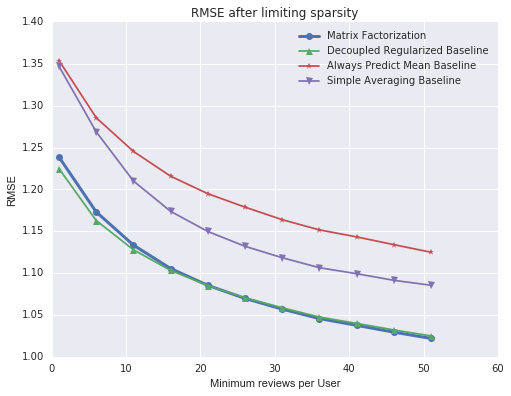 RMSE after limiting sparsity
Matrix Factorization
Decoupled Regularized Baseline
Always Predict Mean Baseline
Simple Averaging Baseline
RMSE
1.40
1.35
1.30
1.25
1.20
1.15
1.10
1.05
1.00
0 10 20 30 40 50 60
Minimum reviews per User